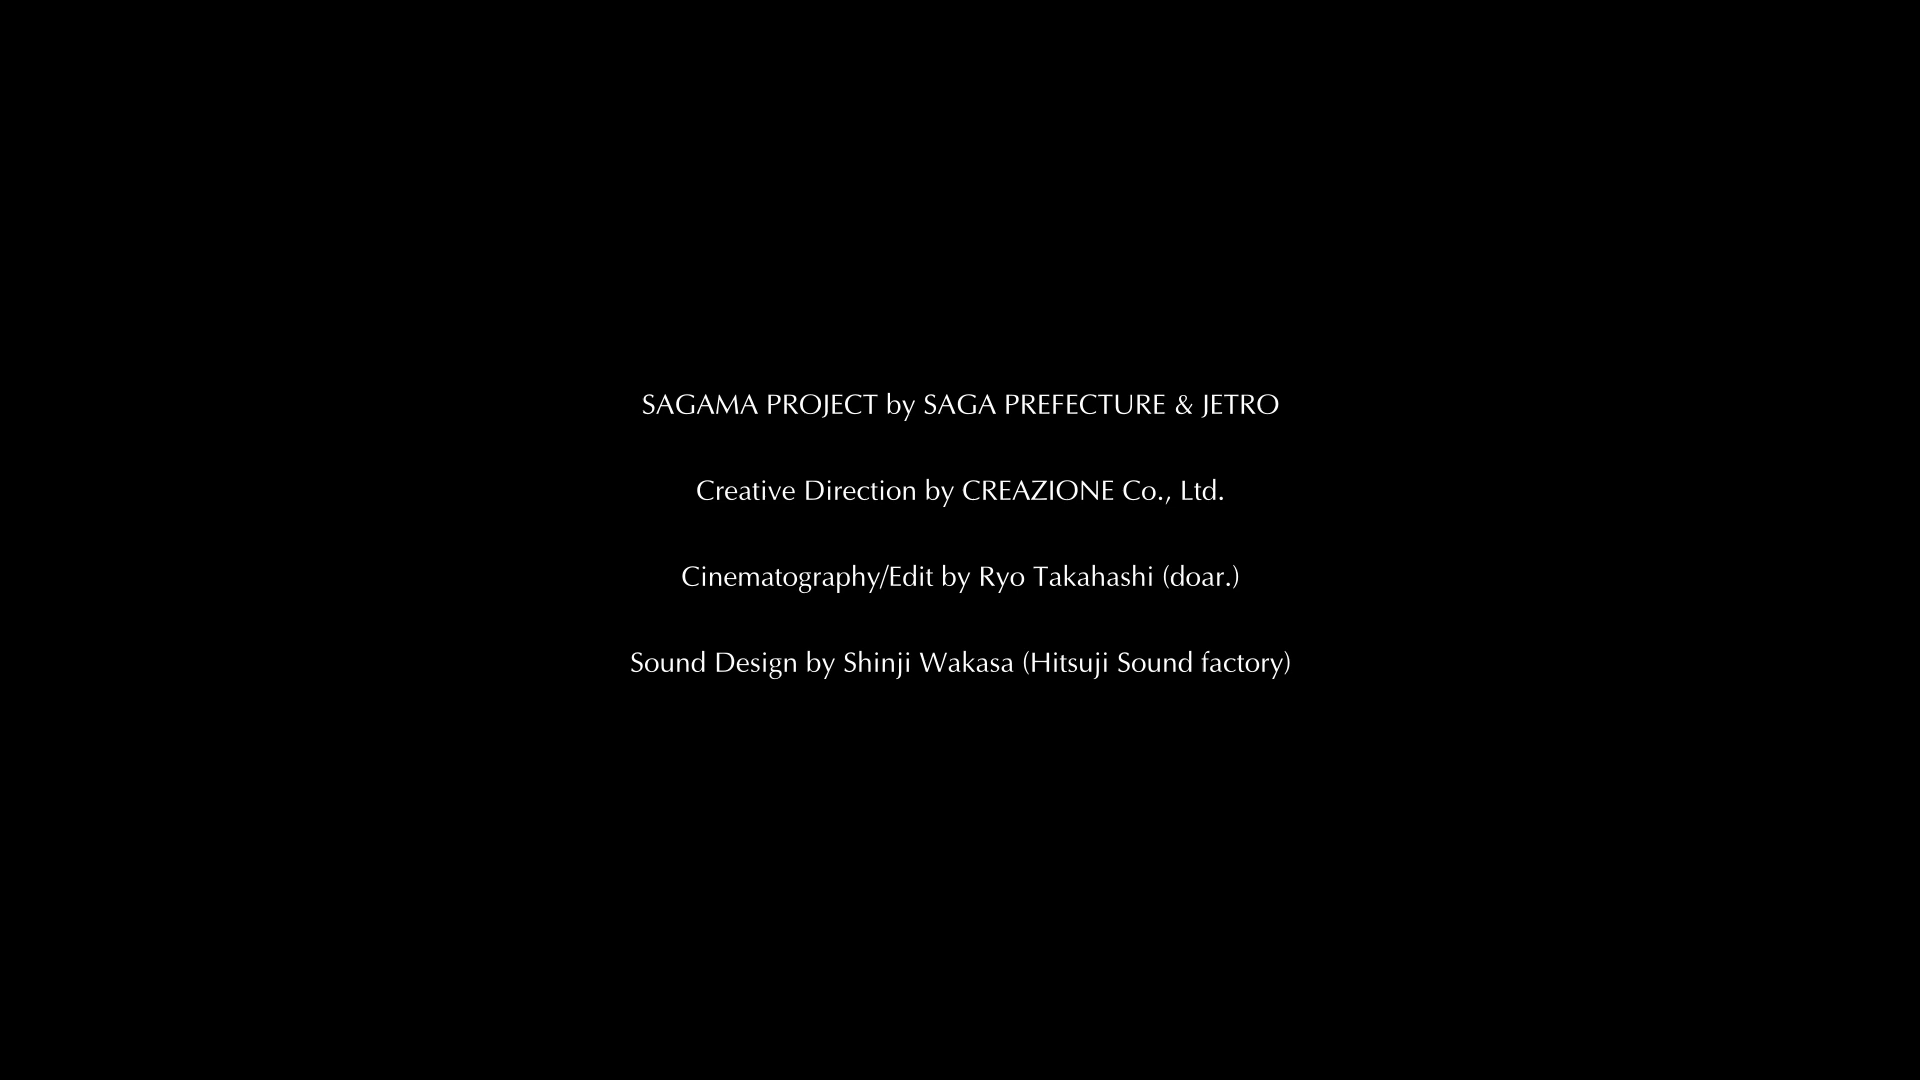 SAGAMA PROJECT by SAGA PREFECTURE & JETRO
Creative Direction by CREAZIONE Co., Ltd.
Cinematography/Edit by Ryo Takahashi (doar.)
Sound Design by Shinji Wakasa (Hitsuji Sound factory)